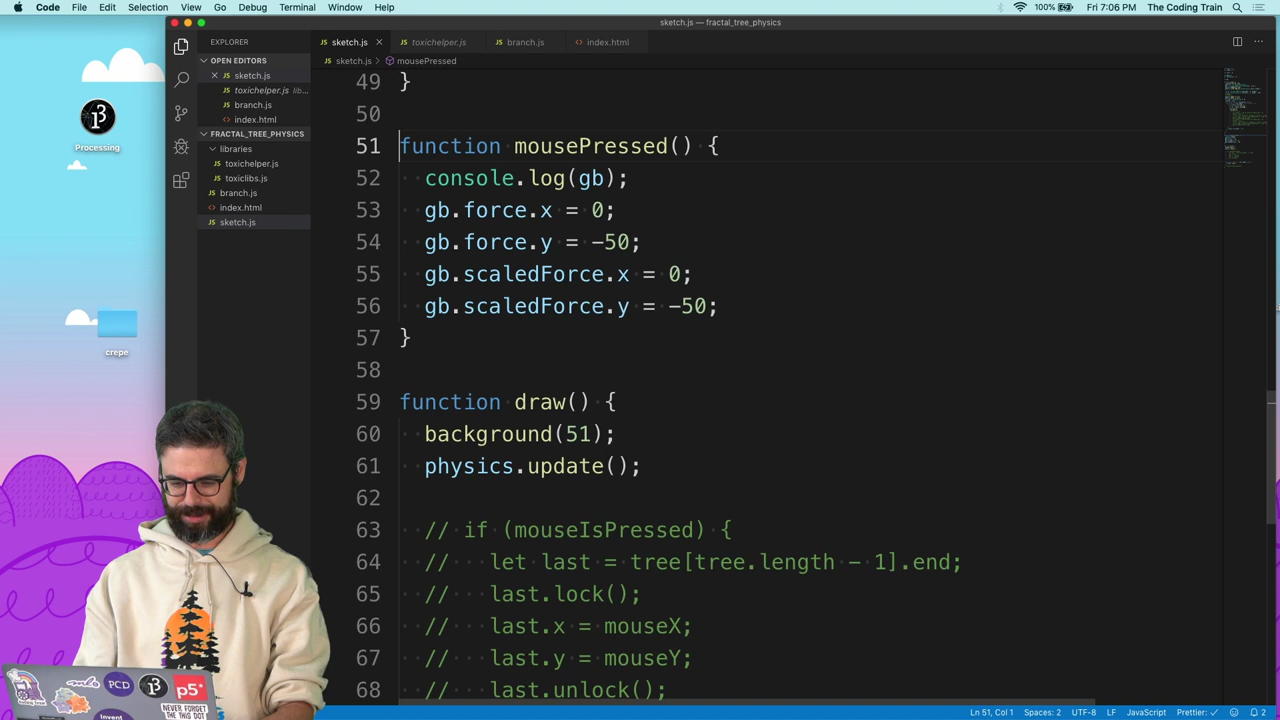 Code File Edit Selection View Go Debug Terminal Window Help 100% Fri 7:06 PM The Coding Train
sketch.js — fractal_tree_physics
EXPLORER
OPEN EDITORS
sketch.js
toxichelper.js lib...
branch.js
index.html
FRACTAL_TREE_PHYSICS
libraries
toxichelper.js
toxiclibs.js
branch.js
index.html
sketch.js
sketch.js toxichelper.js branch.js index.html
sketch.js > mousePressed
49 }
50
51 function mousePressed() {
52 console.log(gb);
53 gb.force.x = 0;
54 gb.force.y = -50;
55 gb.scaledForce.x = 0;
56 gb.scaledForce.y = -50;
57 }
58
59 function draw() {
60 background(51);
61 physics.update();
62
63 // if (mouseIsPressed) {
64 // let last = tree[tree.length - 1].end;
65 // last.lock();
66 // last.x = mouseX;
67 // last.y = mouseY;
68 // last.unlock();
Processing
crepe
PCD
p5*
NEVER FORGET
THE THIS DOT
Invent
Ln 51, Col 1 Spaces: 2 UTF-8 LF JavaScript Prettier: ✓ 2